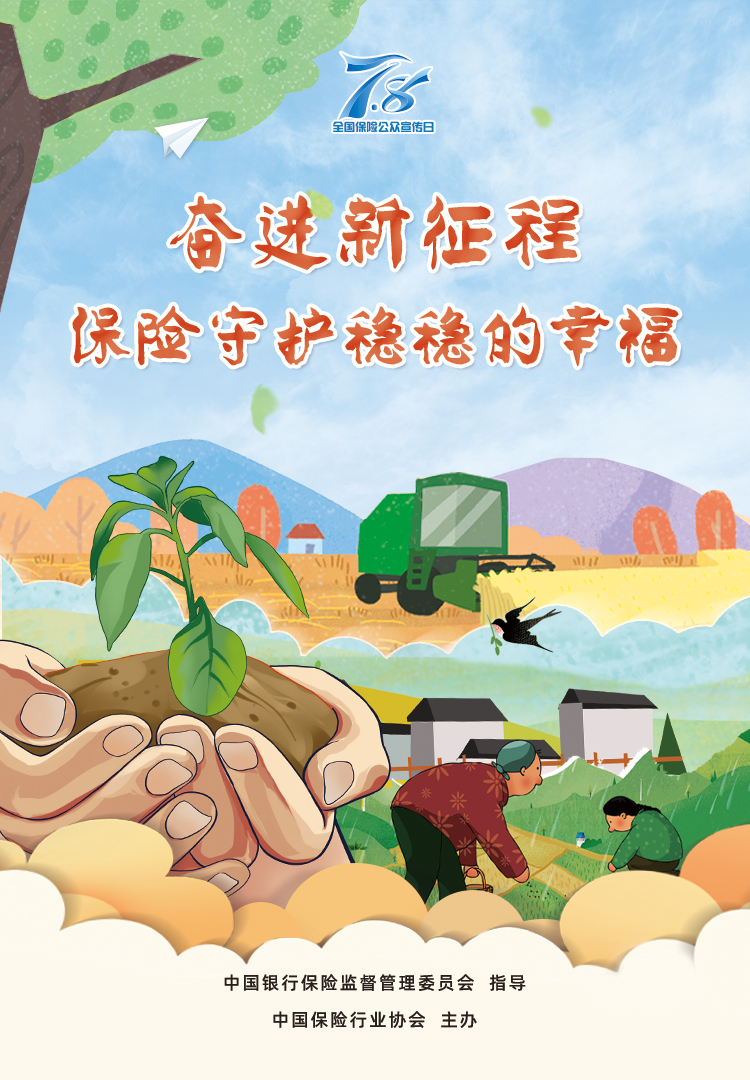 7.8
全国保险公众宣传日
奋进新征程
保险守护稳稳的幸福
中国银行保险监督管理委员会 指导
中国保险行业协会 主办